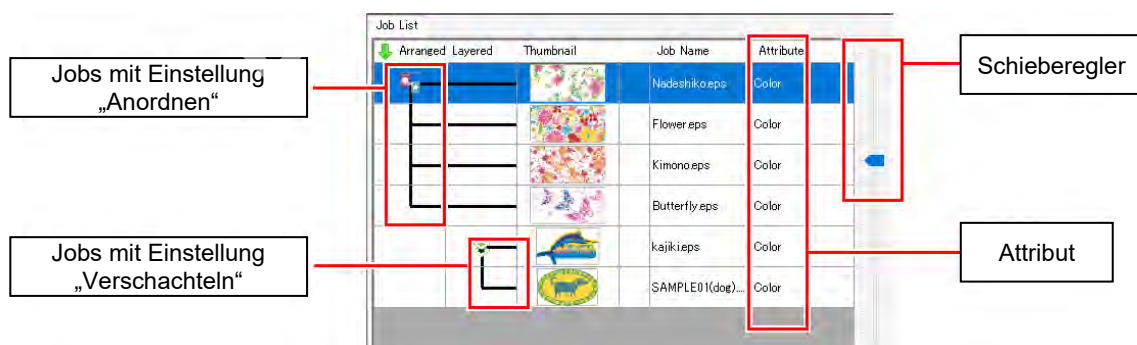 Job List
Arranged Layered Thumbnail Job Name Attribute
Jobs mit Einstellung
„Anordnen“
Schieberegler
Nadeshiko.eps Color
Flower.eps Color
Kimono.eps Color
Butterfly.eps Color
Jobs mit Einstellung
„Verschachteln“
kajiki.eps Color
Attribut
SAMPLE01(dog).... Color